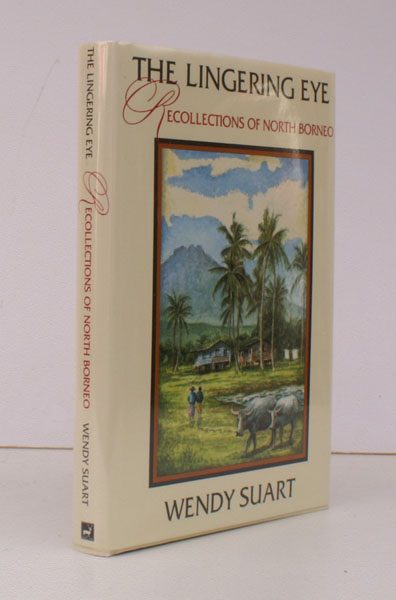 THE LINGERING EYE
RECOLLECTIONS OF NORTH BORNEO
WENDY SUART
THE LINGERING EYE
RECOLLECTIONS OF NORTH BORNEO
WENDY SUART